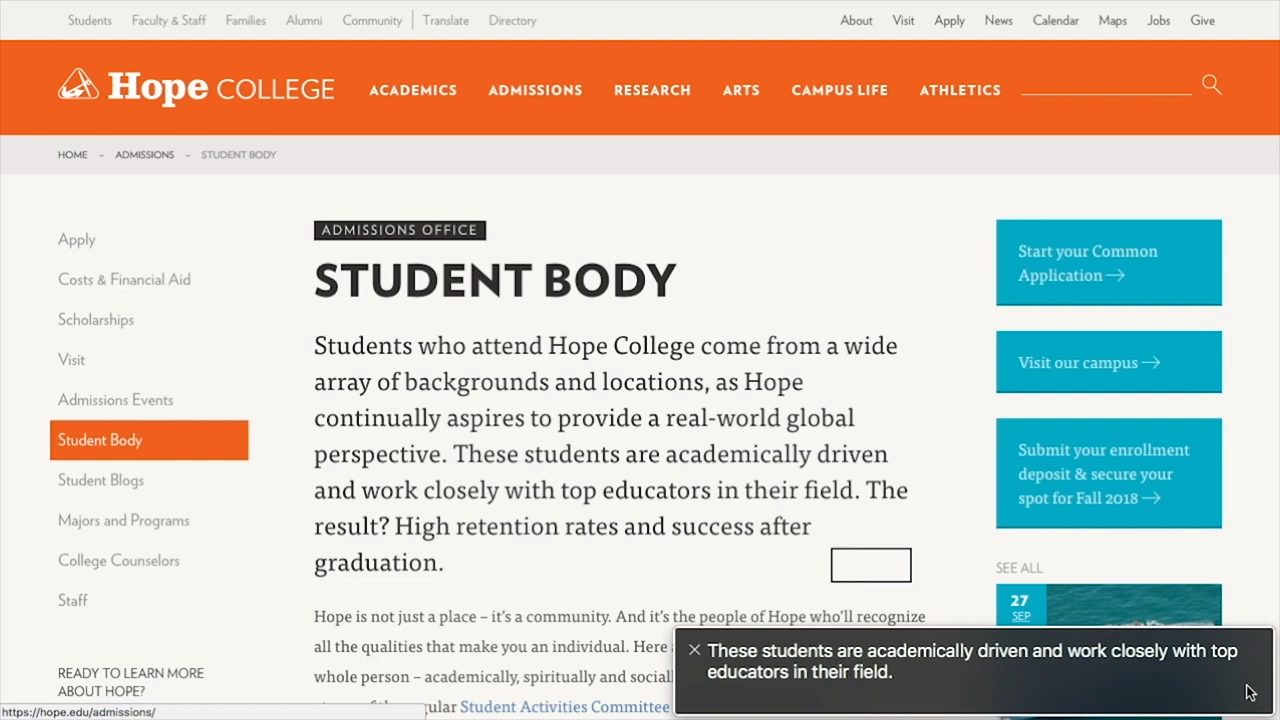 Students Faculty & Staff Families Alumni Community Translate Directory About Visit Apply News Calendar Maps Jobs Give
Hope COLLEGE ACADEMICS ADMISSIONS RESEARCH ARTS CAMPUS LIFE ATHLETICS
HOME – ADMISSIONS – STUDENT BODY
Apply
Costs & Financial Aid
Scholarships
Visit
Admissions Events
Student Body
Student Blogs
Majors and Programs
College Counselors
Staff
READY TO LEARN MORE
ABOUT HOPE?
ADMISSIONS OFFICE
STUDENT BODY
Students who attend Hope College come from a wide
array of backgrounds and locations, as Hope
continually aspires to provide a real-world global
perspective. These students are academically driven
and work closely with top educators in their field. The
result? High retention rates and success after
graduation.
Hope is not just a place – it's a community. And it's the people of Hope who'll recognize
all the qualities that make you an individual. Here
whole person – academically, spiritually and
Student Activities Committee
Start your Common
Application →
Visit our campus →
Submit your enrollment
deposit & secure your
spot for Fall 2018 →
SEE ALL
27
SEP
× These students are academically driven and work closely with top
educators in their field.
https://hope.edu/admissions/